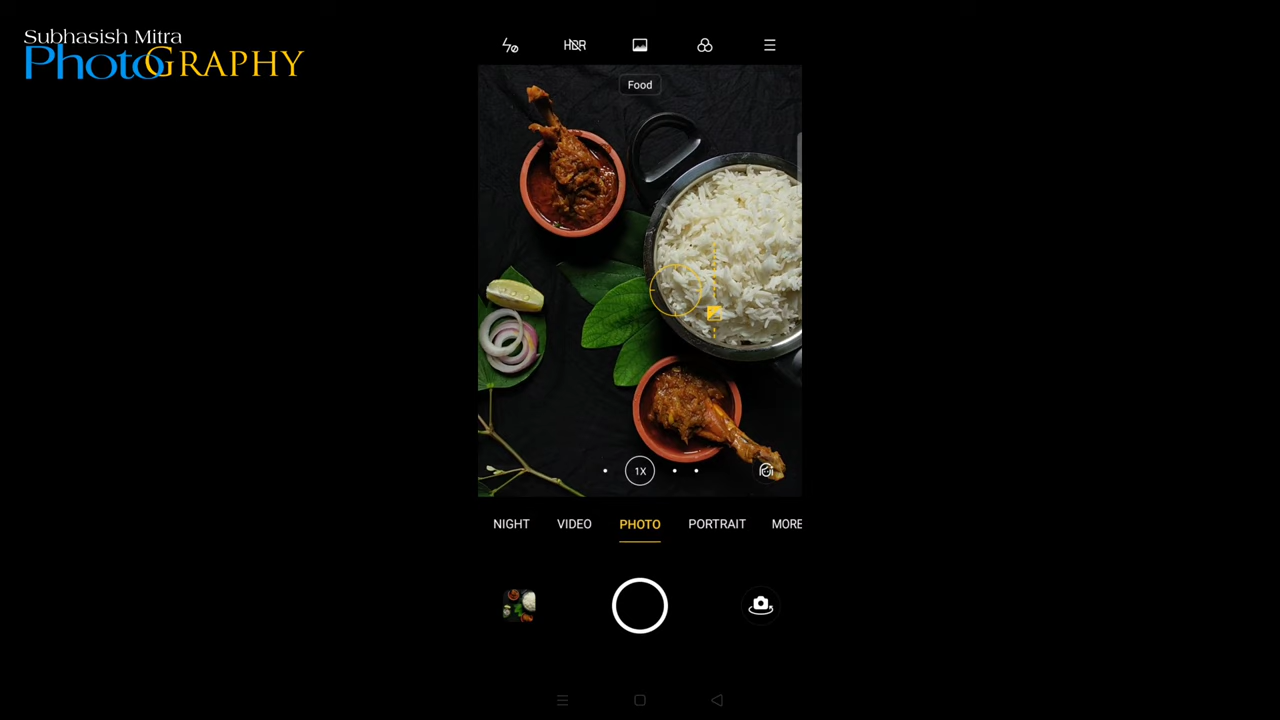 Subhasish Mitra
PhotoGRAPHY
HDR
Food
1X
NIGHT VIDEO PHOTO PORTRAIT MORE